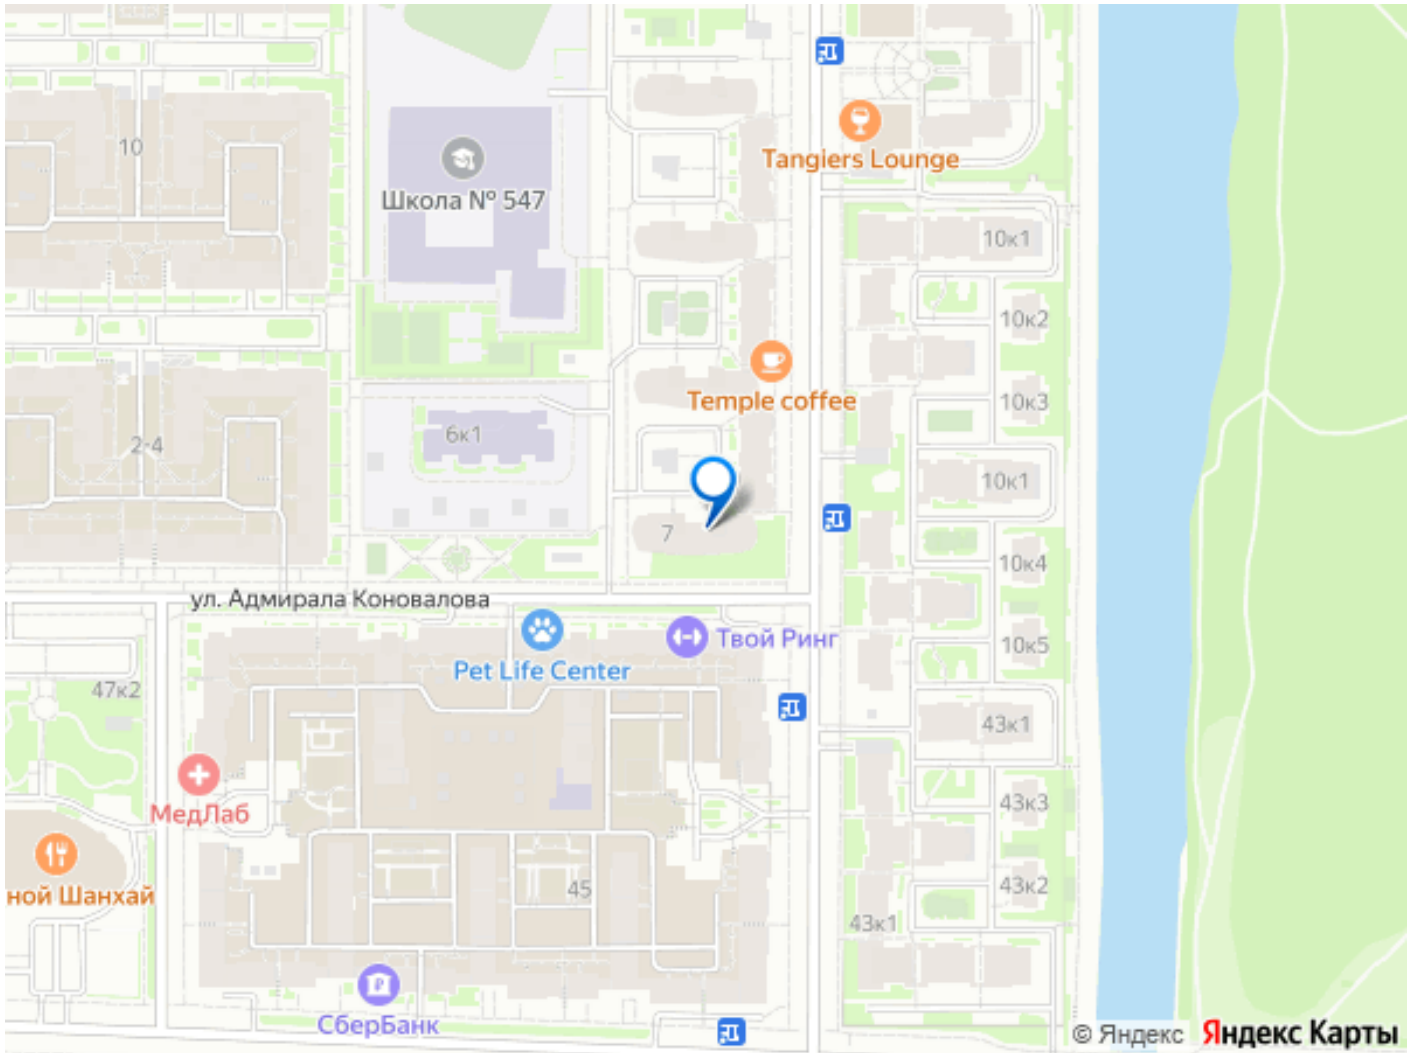 Tangiers Lounge
10
Школа № 547
10к1
10к2
Temple coffee
10к3
6к1
2-4
10к1
7
10к4
ул. Адмирала Коновалова
Твой Ринг
10к5
Pet Life Center
47к2
43к1
МедЛаб
43к3
45
43к2
ной Шанхай
43к1
СберБанк
© Яндекс Яндекс Карты